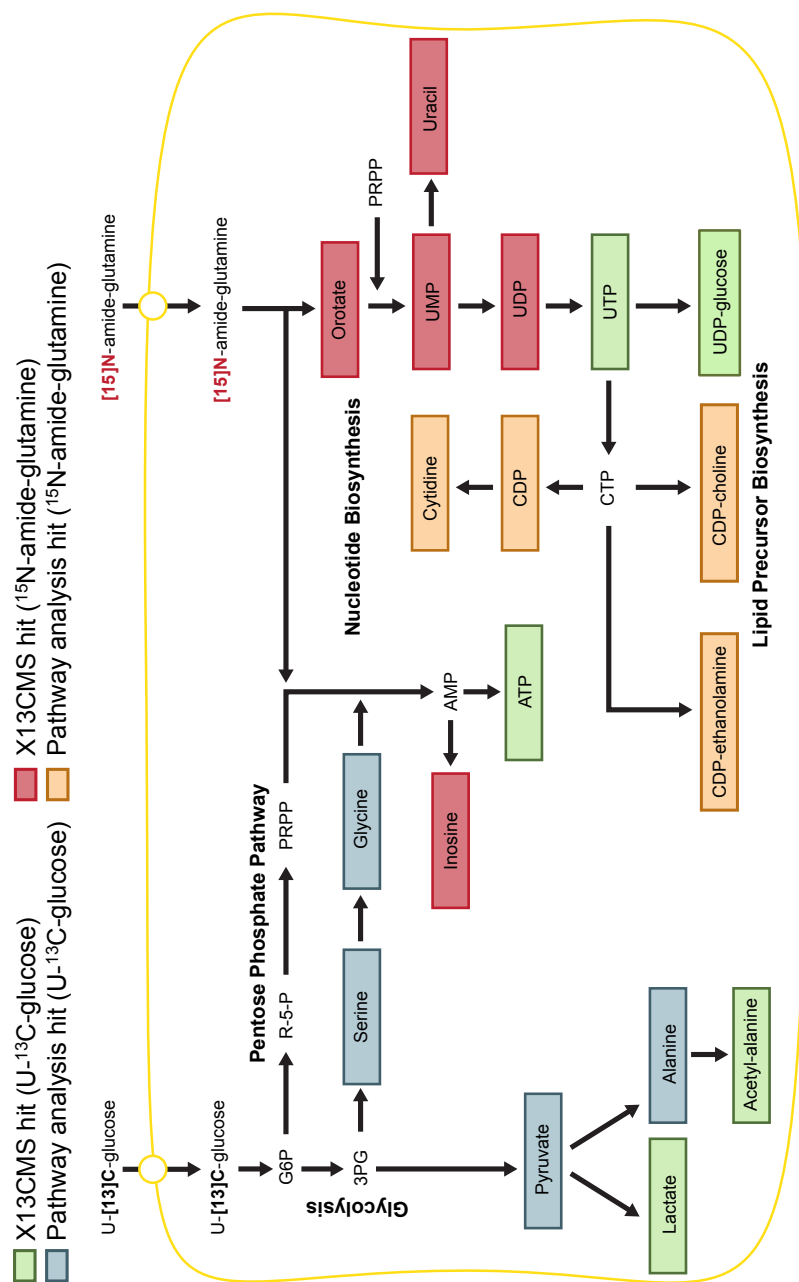 X13CMS hit (U-¹³C-glucose)
Pathway analysis hit (U-¹³C-glucose)
X13CMS hit (¹⁵N-amide-glutamine)
Pathway analysis hit (¹⁵N-amide-glutamine)
U-[13]C-glucose
[15]N-amide-glutamine
U-[13]C-glucose
[15]N-amide-glutamine
Pentose Phosphate Pathway
G6P
R-5-P
PRPP
Glycolysis
3PG
Serine
Glycine
Nucleotide Biosynthesis
Orotate
PRPP
Inosine
AMP
ATP
Cytidine
UMP
Uracil
CDP
UDP
Pyruvate
CTP
UTP
Lactate
Alanine
Acetyl-alanine
CDP-ethanolamine
CDP-choline
UDP-glucose
Lipid Precursor Biosynthesis